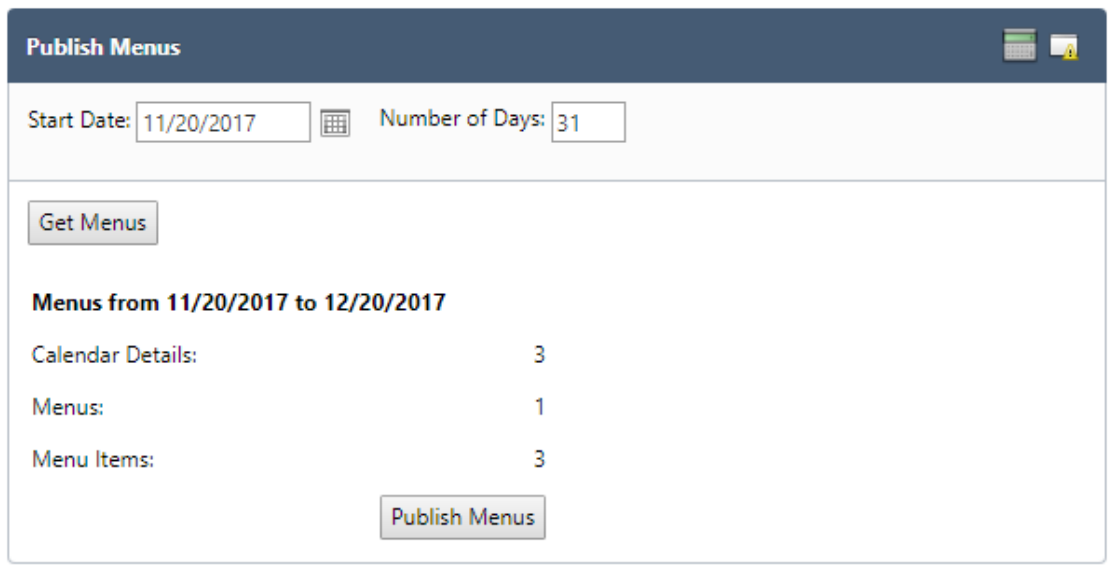 Publish Menus
Start Date: 11/20/2017 Number of Days: 31
Get Menus
Menus from 11/20/2017 to 12/20/2017
Calendar Details: 3
Menus: 1
Menu Items: 3
Publish Menus